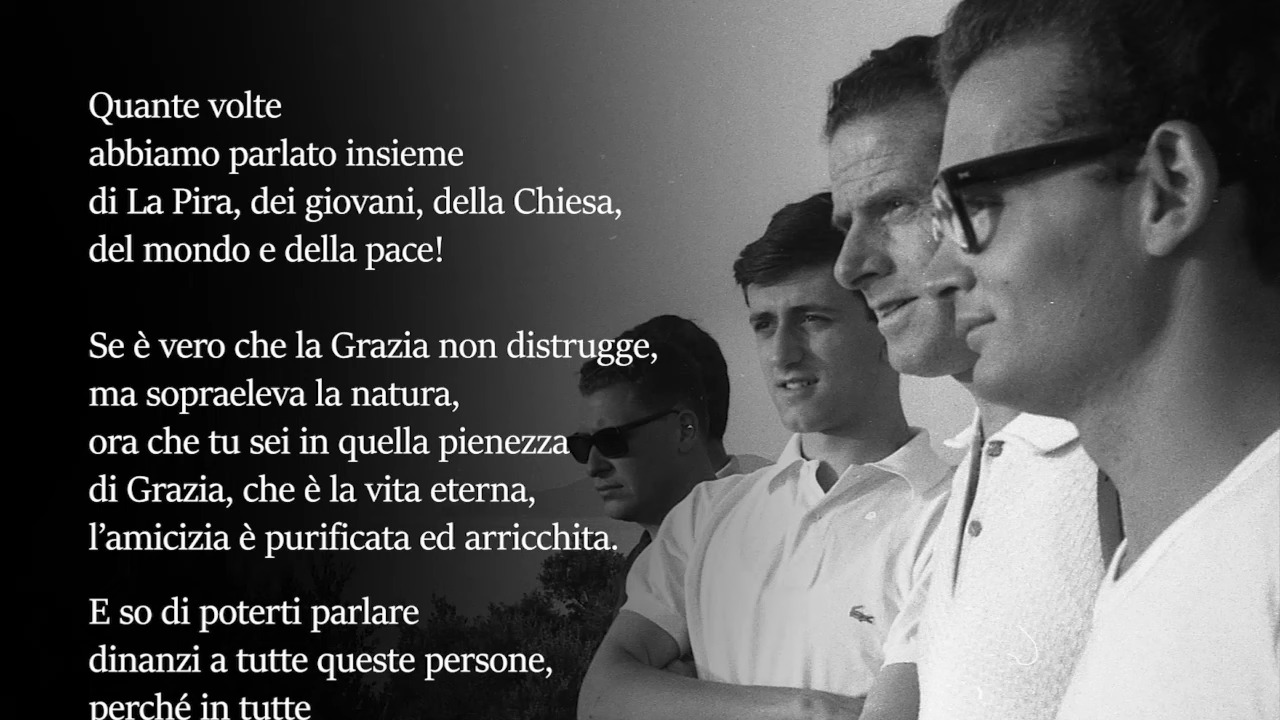 Quante volte
abbiamo parlato insieme
di La Pira, dei giovani, della Chiesa,
del mondo e della pace!
Se è vero che la Grazia non distrugge,
ma sopraeleva la natura,
ora che tu sei in quella pienezza
di Grazia, che è la vita eterna,
l’amicizia è purificata ed arricchita.
E so di poterti parlare
dinanzi a tutte queste persone,
perché in tutte